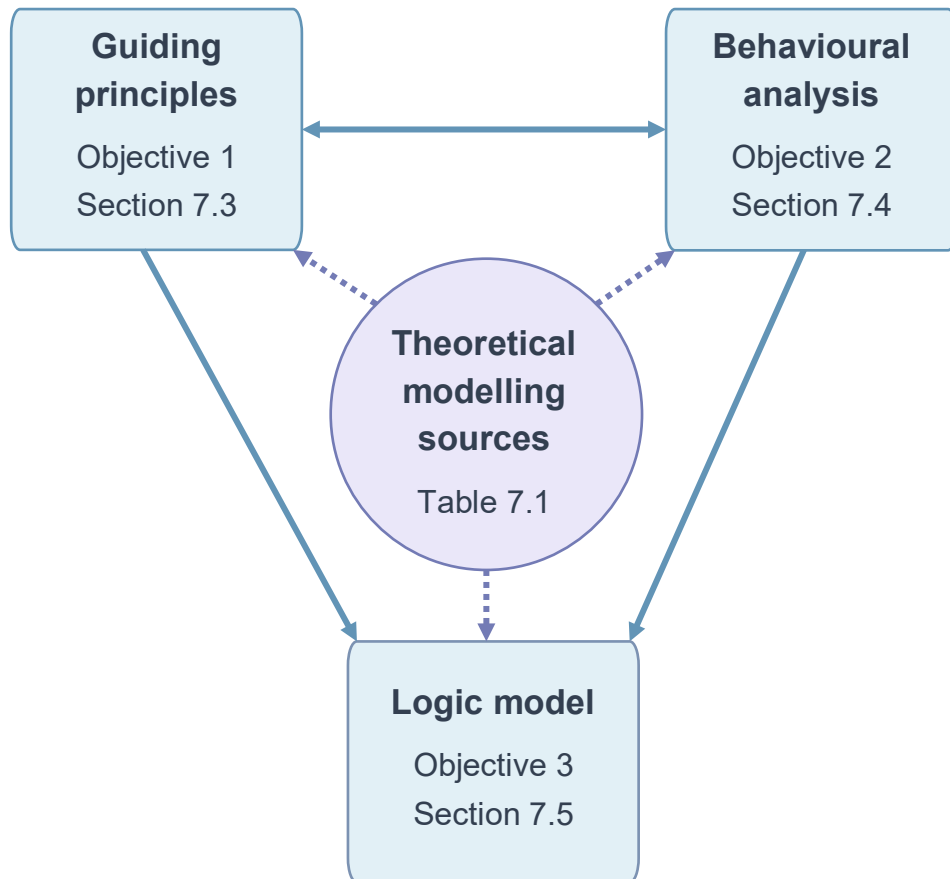 Guiding
principles
Objective 1
Section 7.3
Behavioural
analysis
Objective 2
Section 7.4
Theoretical
modelling
sources
Table 7.1
Logic model
Objective 3
Section 7.5